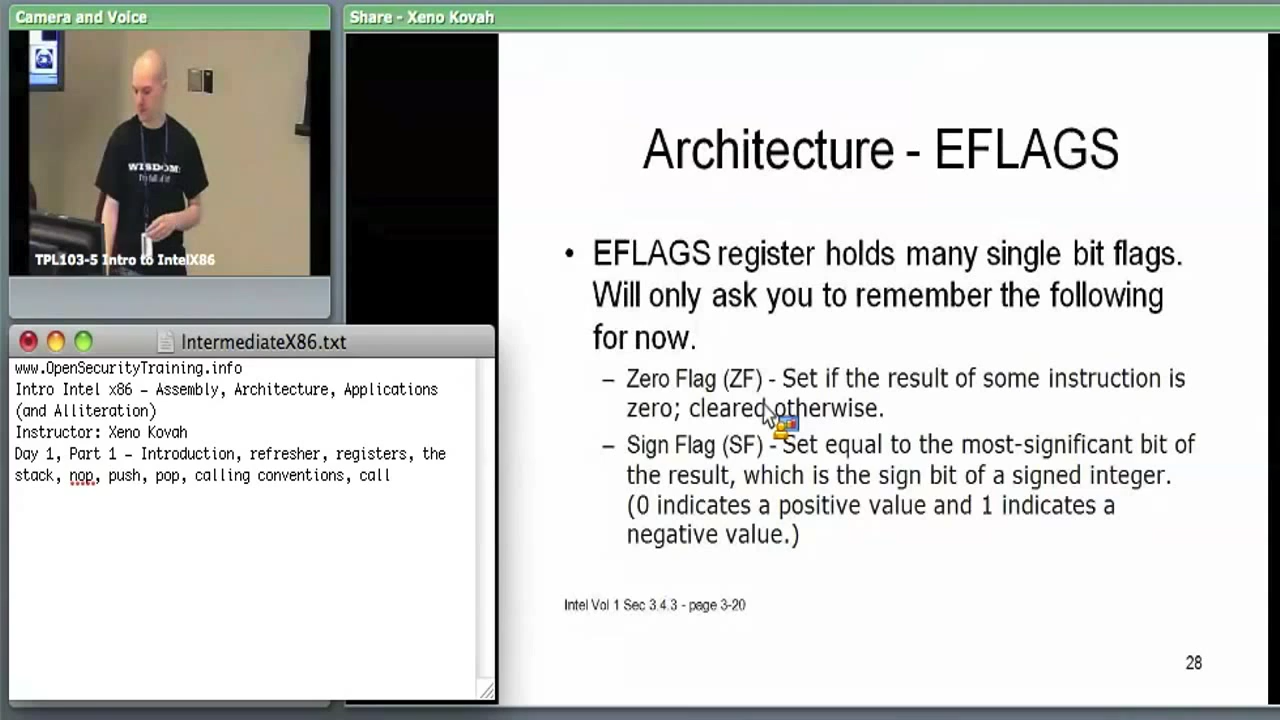 Camera and Voice
WISDOM:
TPL103-5 Intro to IntelX86
IntermediateX86.txt
www.OpenSecurityTraining.info
Intro Intel x86 – Assembly, Architecture, Applications
(and Alliteration)
Instructor: Xeno Kovah
Day 1, Part 1 – Introduction, refresher, registers, the
stack, nop, push, pop, calling conventions, call
Share - Xeno Kovah
Architecture - EFLAGS
• EFLAGS register holds many single bit flags.
Will only ask you to remember the following
for now.
– Zero Flag (ZF) - Set if the result of some instruction is
zero; cleared otherwise.
– Sign Flag (SF) - Set equal to the most-significant bit of
the result, which is the sign bit of a signed integer.
(0 indicates a positive value and 1 indicates a
negative value.)
Intel Vol 1 Sec 3.4.3 - page 3-20
28